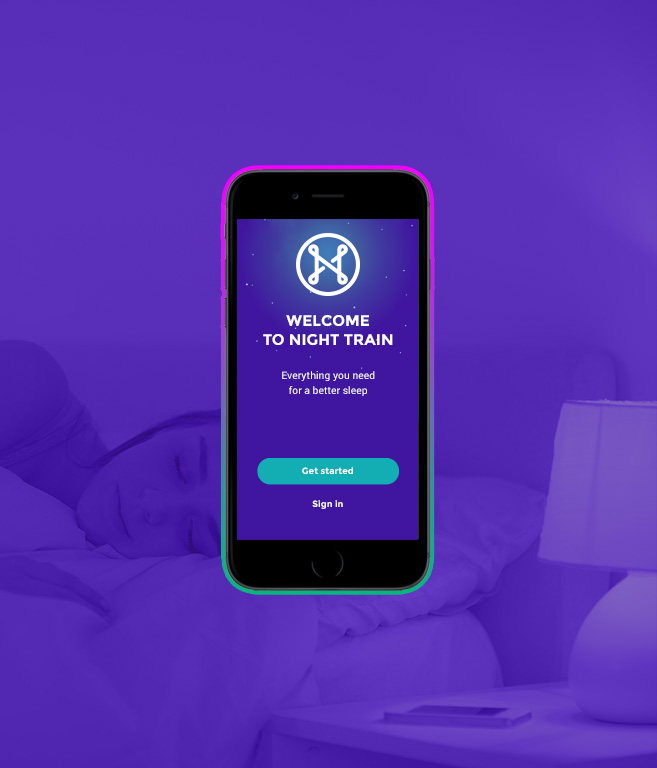 WELCOME
TO NIGHT TRAIN
Everything you need
for a better sleep
Get started
Sign in